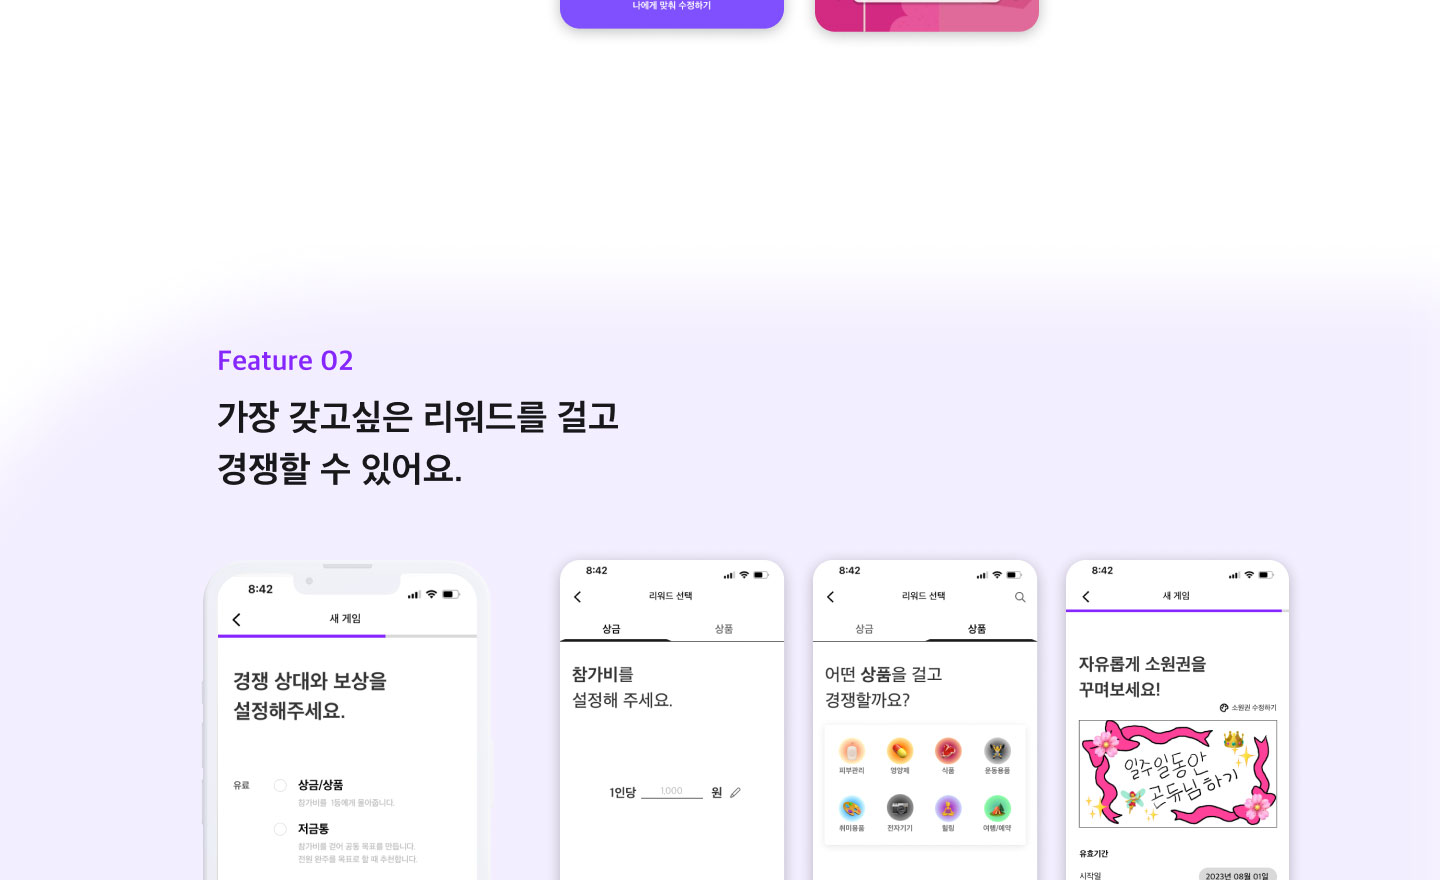 나에게 맞춰 수정하기
Feature 02
가장 갖고싶은 리워드를 걸고
경쟁할 수 있어요.
8:42
새 게임
경쟁 상대와 보상을
설정해주세요.
유료
상금/상품
참가비를 1등에게 몰아줍니다.
저금통
참가비를 걷어 공동 목표를 만듭니다.
전원 완주를 목표로 할 때 추천합니다.
8:42
리워드 선택
상금 상품
참가비를
설정해 주세요.
1인당 1,000 원
8:42
리워드 선택
상금 상품
어떤 상품을 걸고
경쟁할까요?
피부관리 영양제 식품 운동용품
취미용품 전자기기 힐링 여행/예약
8:42
새 게임
자유롭게 소원권을
꾸며보세요!
소원권 수정하기
일주일동안
곤듀님하기
유효기간
시작일 2023년 08월 01일